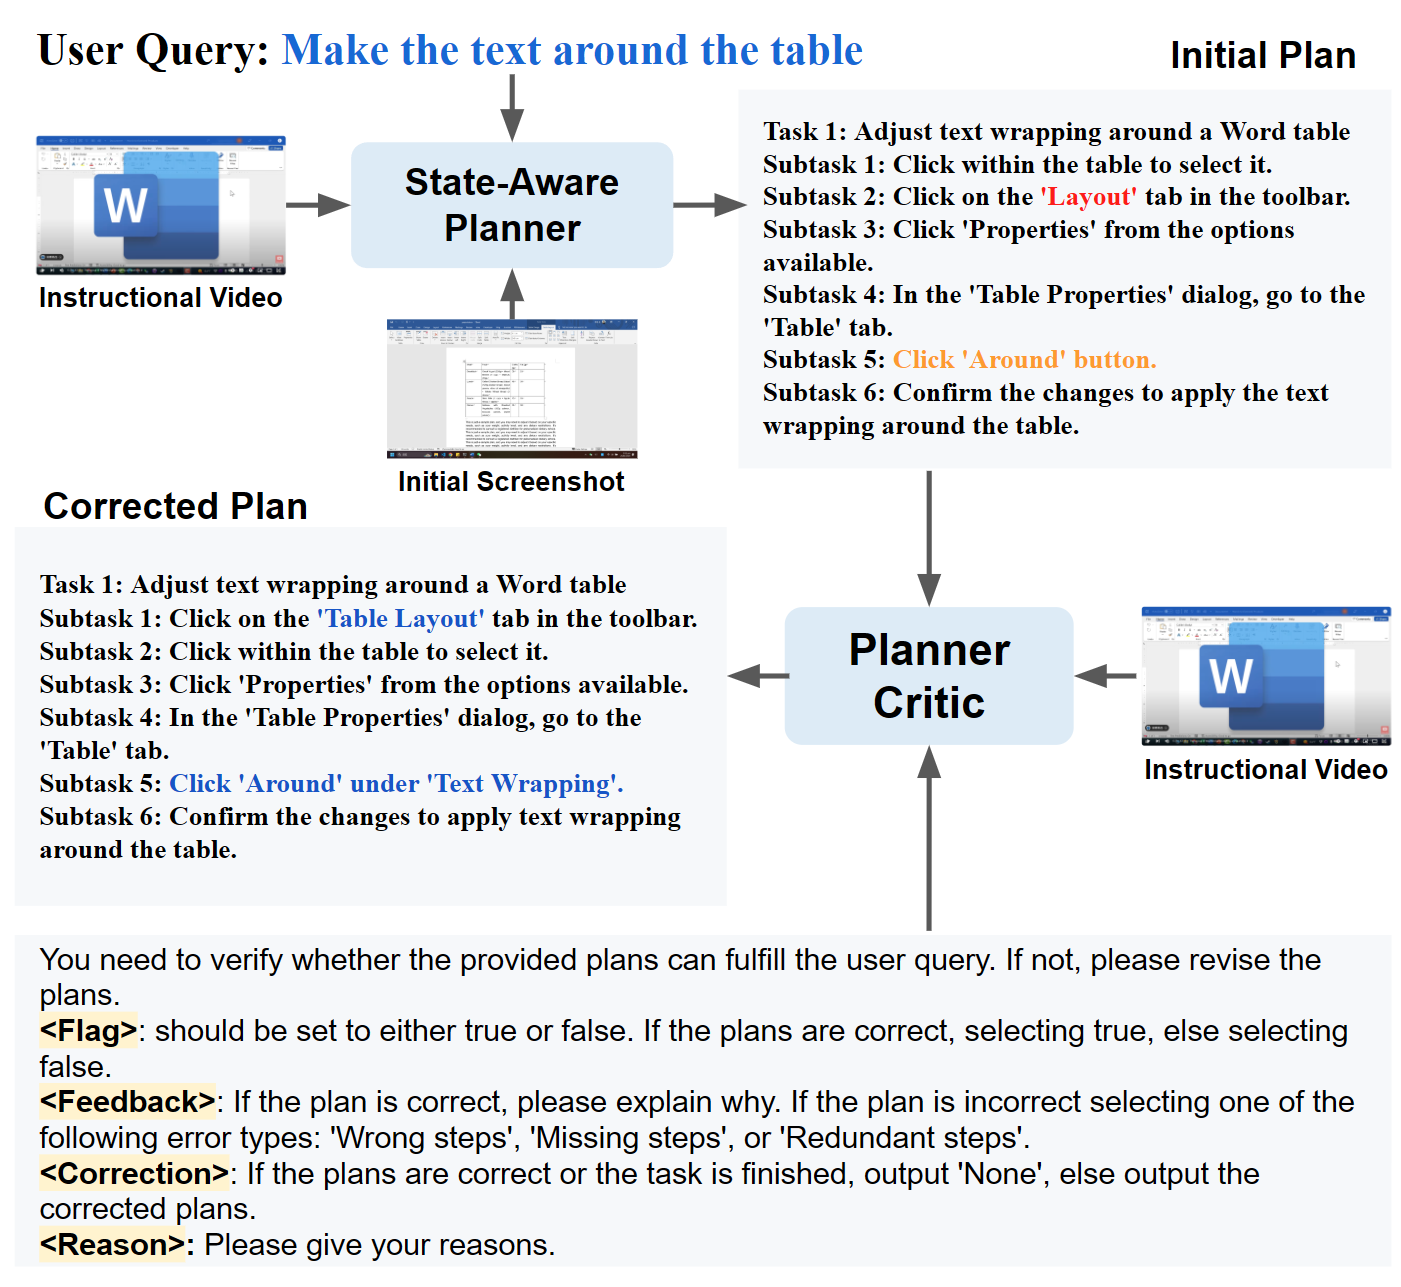 User Query: Make the text around the table
Initial Plan
Task 1: Adjust text wrapping around a Word table
Subtask 1: Click within the table to select it.
Subtask 2: Click on the 'Layout' tab in the toolbar.
Subtask 3: Click 'Properties' from the options
available.
Subtask 4: In the 'Table Properties' dialog, go to the
'Table' tab.
Subtask 5: Click 'Around' button.
Subtask 6: Confirm the changes to apply the text
wrapping around the table.
State-Aware
Planner
W
Instructional Video
Initial Screenshot
Corrected Plan
Task 1: Adjust text wrapping around a Word table
Subtask 1: Click on the 'Table Layout' tab in the toolbar.
Subtask 2: Click within the table to select it.
Subtask 3: Click 'Properties' from the options available.
Subtask 4: In the 'Table Properties' dialog, go to the
'Table' tab.
Subtask 5: Click 'Around' under 'Text Wrapping'.
Subtask 6: Confirm the changes to apply text wrapping
around the table.
Planner
Critic
W
Instructional Video
You need to verify whether the provided plans can fulfill the user query. If not, please revise the
plans.
<Flag>: should be set to either true or false. If the plans are correct, selecting true, else selecting
false.
<Feedback>: If the plan is correct, please explain why. If the plan is incorrect selecting one of the
following error types: 'Wrong steps', 'Missing steps', or 'Redundant steps'.
<Correction>: If the plans are correct or the task is finished, output 'None', else output the
corrected plans.
<Reason>: Please give your reasons.